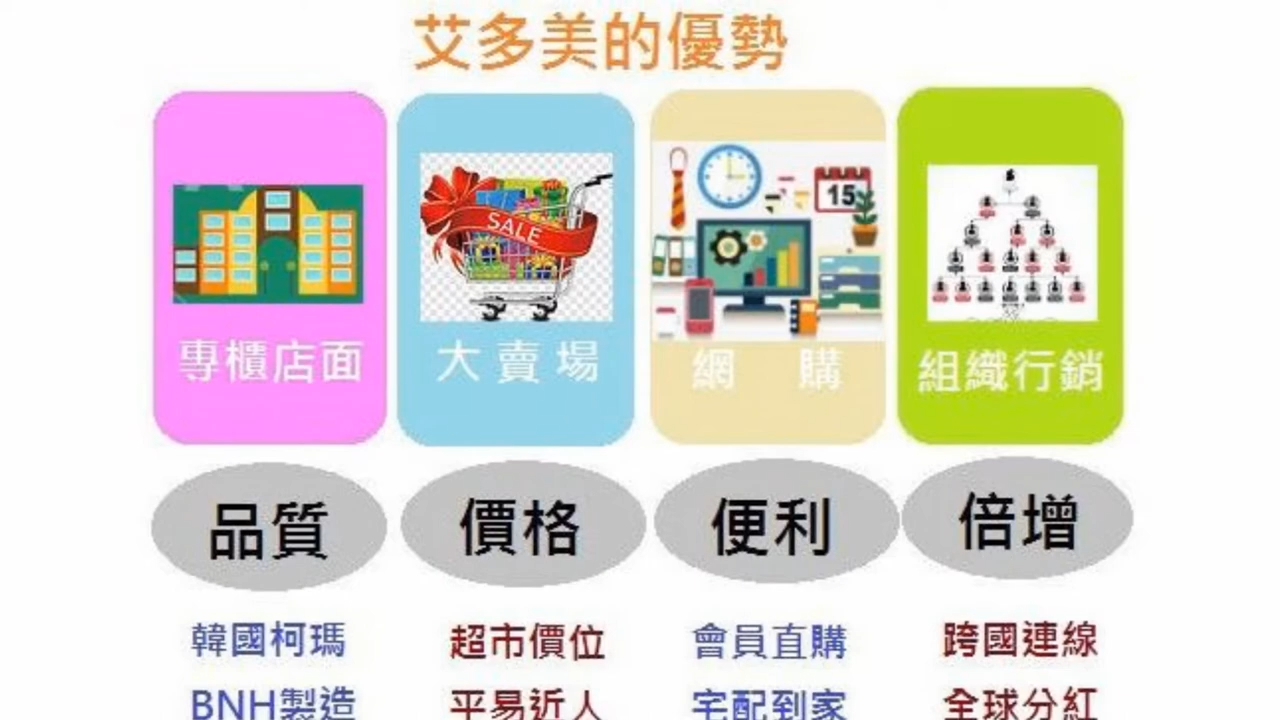 艾多美的優勢
SALE
15
專櫃店面
大賣場
網購
組織行銷
品質
價格
便利
倍增
韓國柯瑪
超市價位
會員直購
跨國連線
BNH製造
平易近人
宅配到家
全球分紅